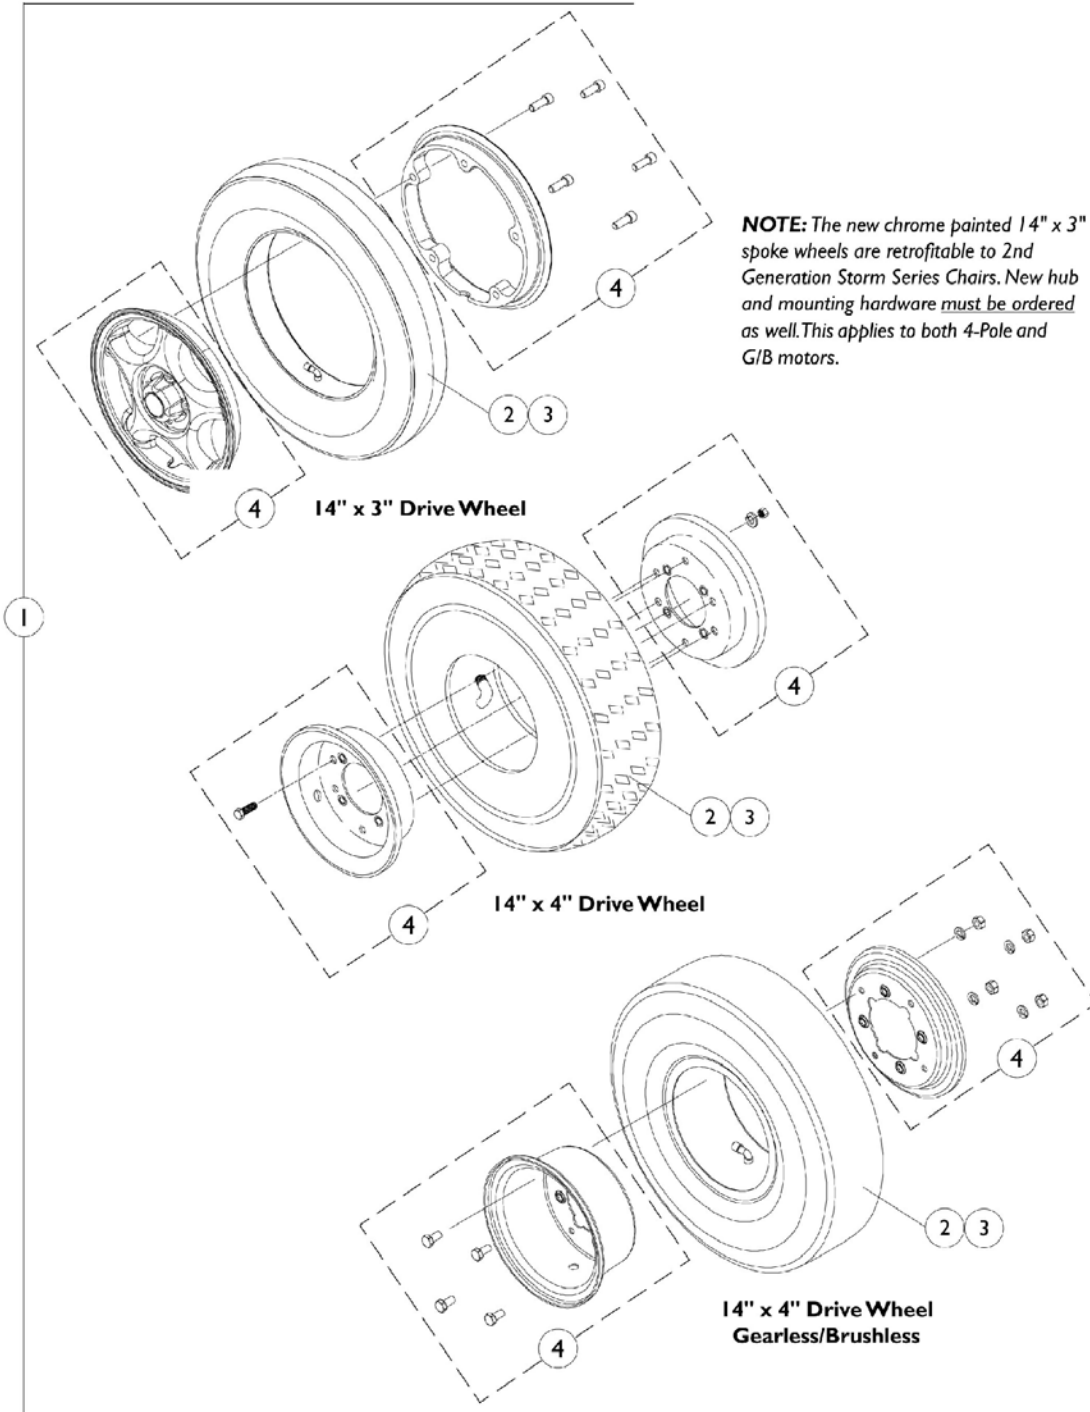 NOTE: The new chrome painted 14" x 3"
spoke wheels are retrofitable to 2nd
Generation Storm Series Chairs. New hub
and mounting hardware must be ordered
as well. This applies to both 4-Pole and
G/B motors.
4
2 3
4
14" x 3" Drive Wheel
1
4
2 3
14" x 4" Drive Wheel
4
4
2 3
14" x 4" Drive Wheel
Gearless/Brushless
4